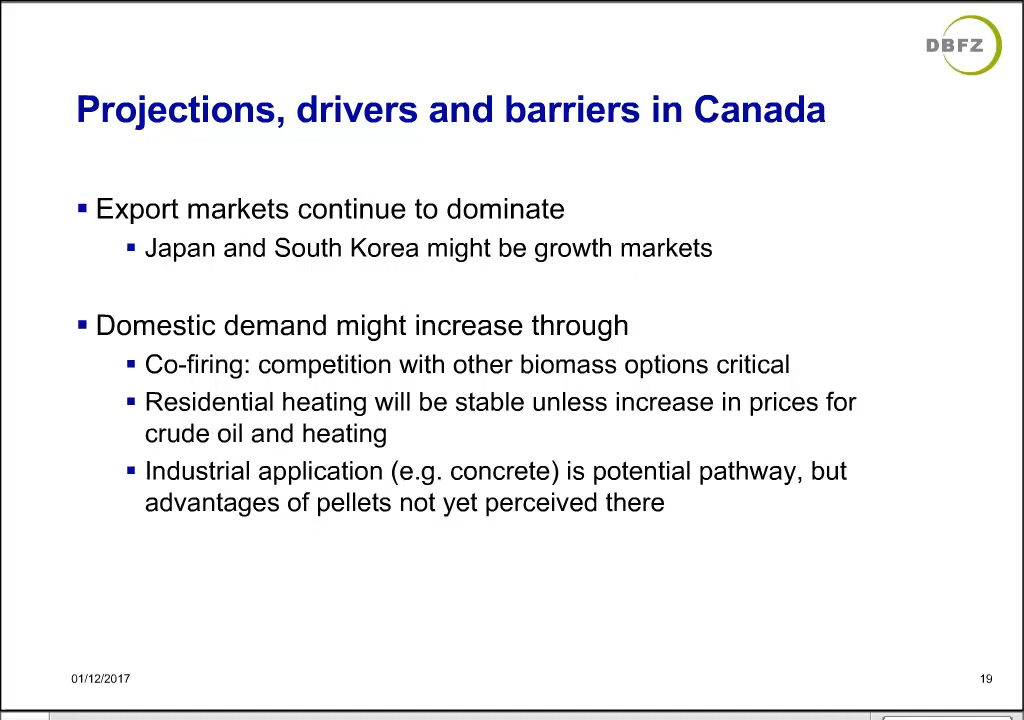 DBFZ
Projections, drivers and barriers in Canada
▪ Export markets continue to dominate
▪ Japan and South Korea might be growth markets
▪ Domestic demand might increase through
▪ Co-firing: competition with other biomass options critical
▪ Residential heating will be stable unless increase in prices for
crude oil and heating
▪ Industrial application (e.g. concrete) is potential pathway, but
advantages of pellets not yet perceived there
01/12/2017
19